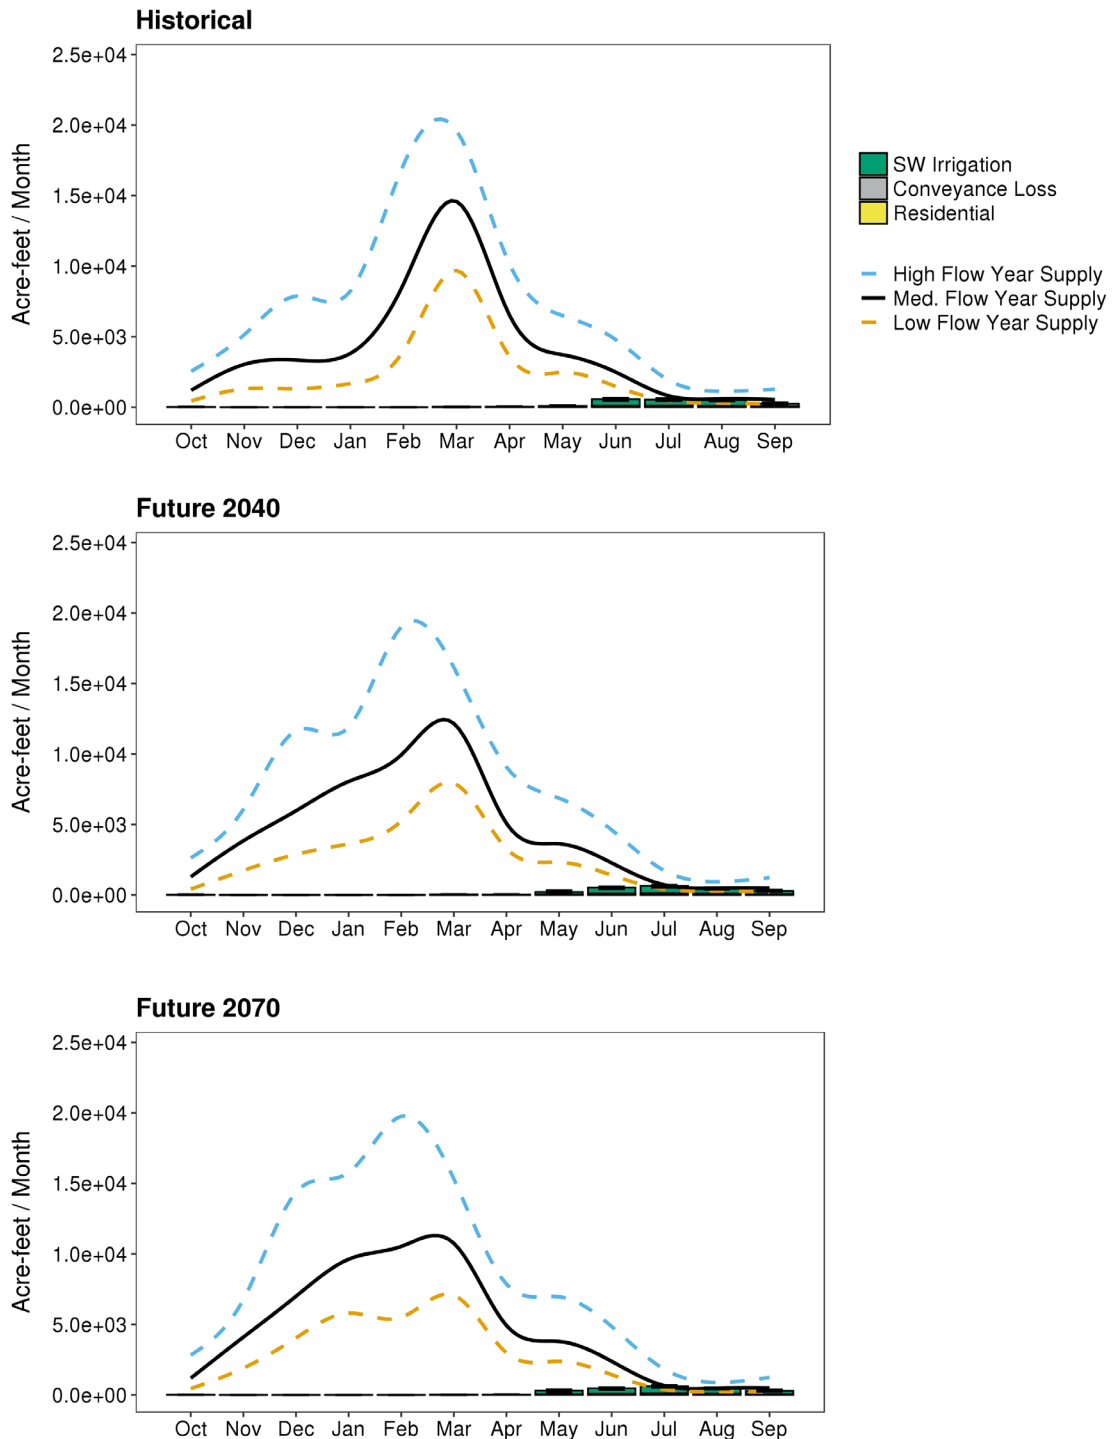 Historical
Acre-feet / Month
2.5e+04
2.0e+04
1.5e+04
1.0e+04
5.0e+03
0.0e+00
Oct Nov Dec Jan Feb Mar Apr May Jun Jul Aug Sep
SW Irrigation
Conveyance Loss
Residential
High Flow Year Supply
Med. Flow Year Supply
Low Flow Year Supply
Future 2040
Acre-feet / Month
2.5e+04
2.0e+04
1.5e+04
1.0e+04
5.0e+03
0.0e+00
Oct Nov Dec Jan Feb Mar Apr May Jun Jul Aug Sep
Future 2070
Acre-feet / Month
2.5e+04
2.0e+04
1.5e+04
1.0e+04
5.0e+03
0.0e+00
Oct Nov Dec Jan Feb Mar Apr May Jun Jul Aug Sep